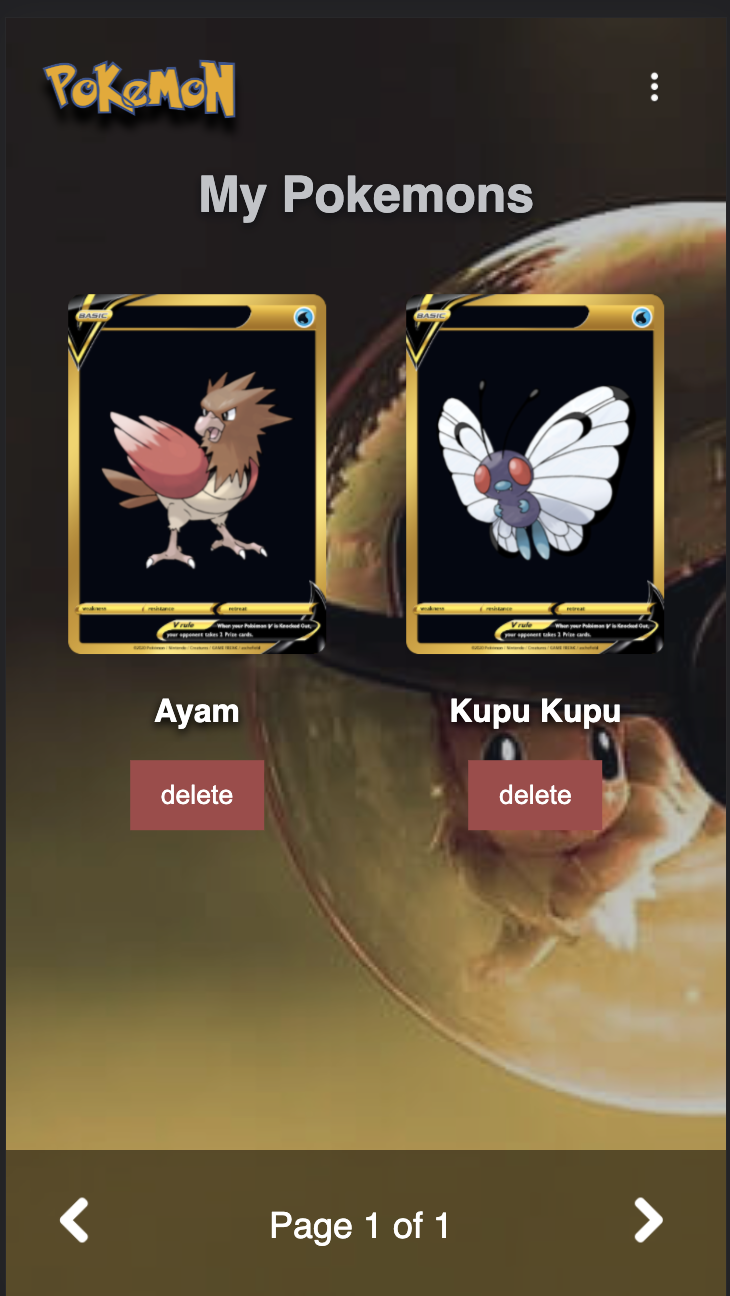 POKeMoN
My Pokemons
BASIC
BASIC
weakness resistance retreat
V rule When your Pokémon V is Knocked Out,
your opponent takes 2 Prize cards.
weakness resistance retreat
V rule When your Pokémon V is Knocked Out,
your opponent takes 2 Prize cards.
Ayam
Kupu Kupu
delete
delete
Page 1 of 1